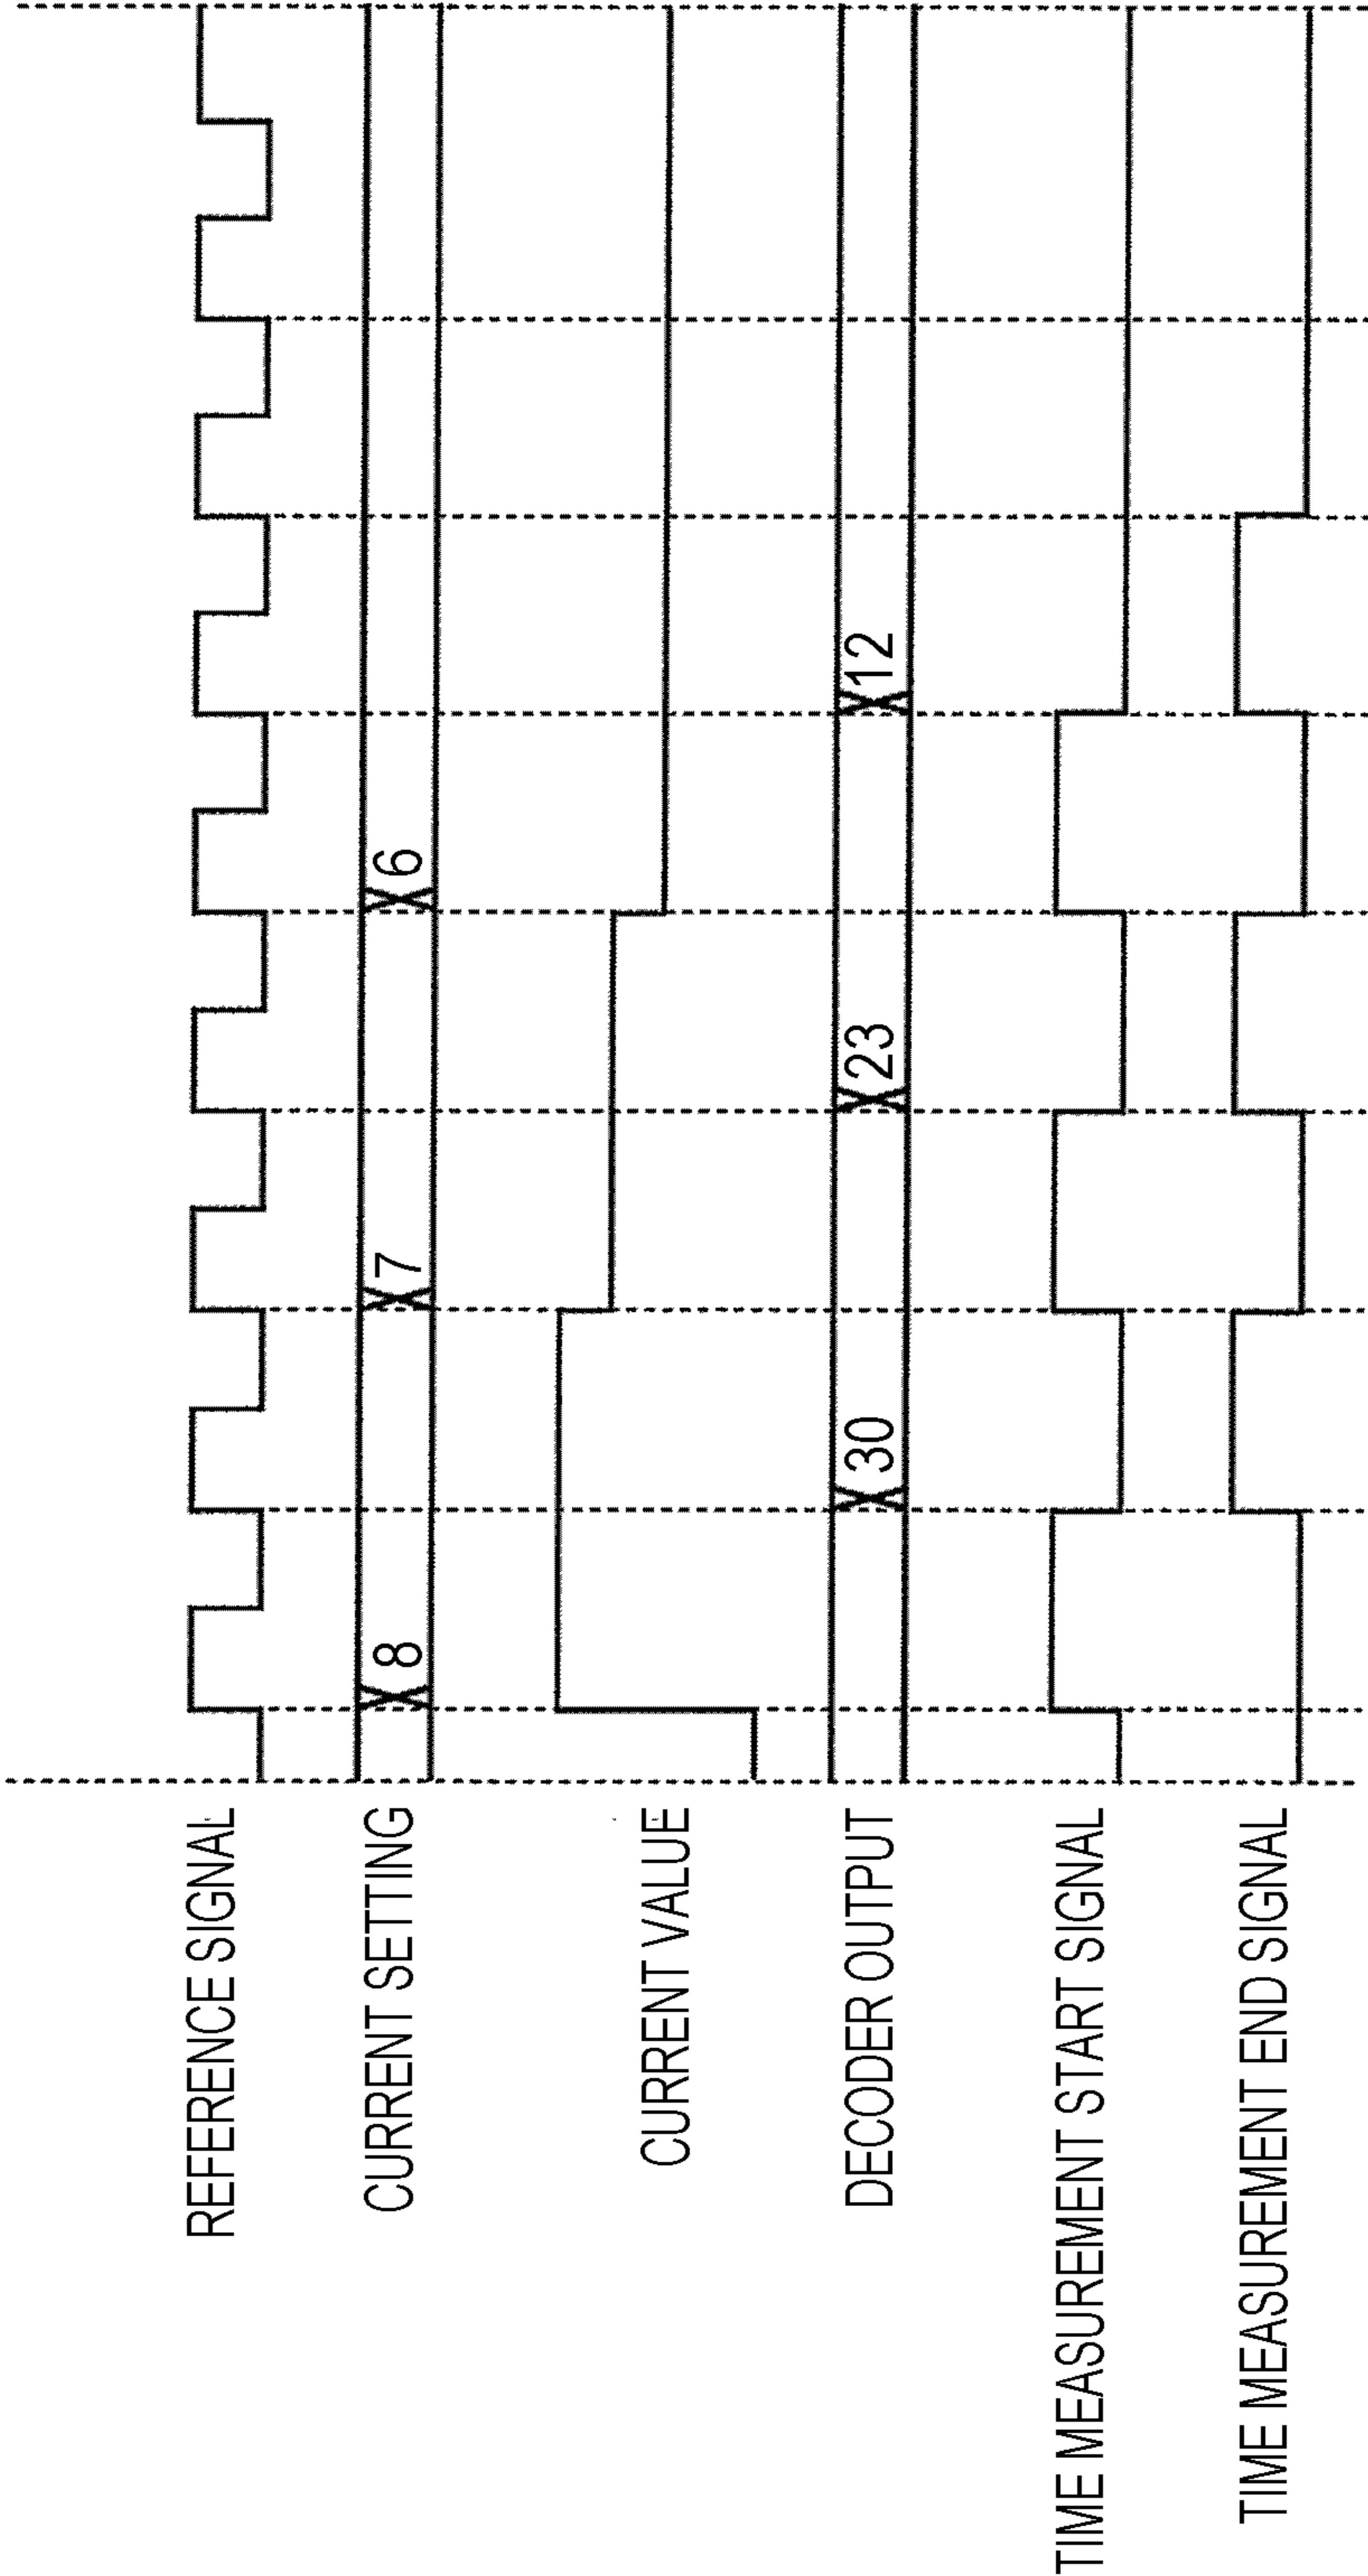 REFERENCE SIGNAL
CURRENT SETTING
8
7
6
CURRENT VALUE
DECODER OUTPUT
30
23
12
TIME MEASUREMENT START SIGNAL
TIME MEASUREMENT END SIGNAL